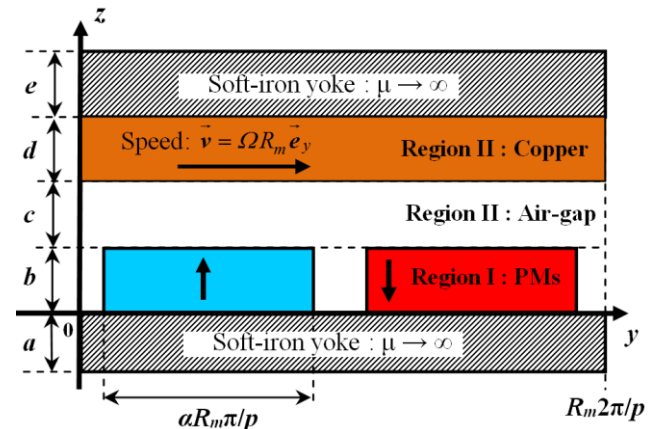 z
e
Soft-iron yoke : μ → ∞
d
Speed: v⃗ = ΩR_m e⃗_y
Region II : Copper
c
Region II : Air-gap
b
Region I : PMs
0
y
a
Soft-iron yoke : μ → ∞
αR_mπ/p
R_m2π/p